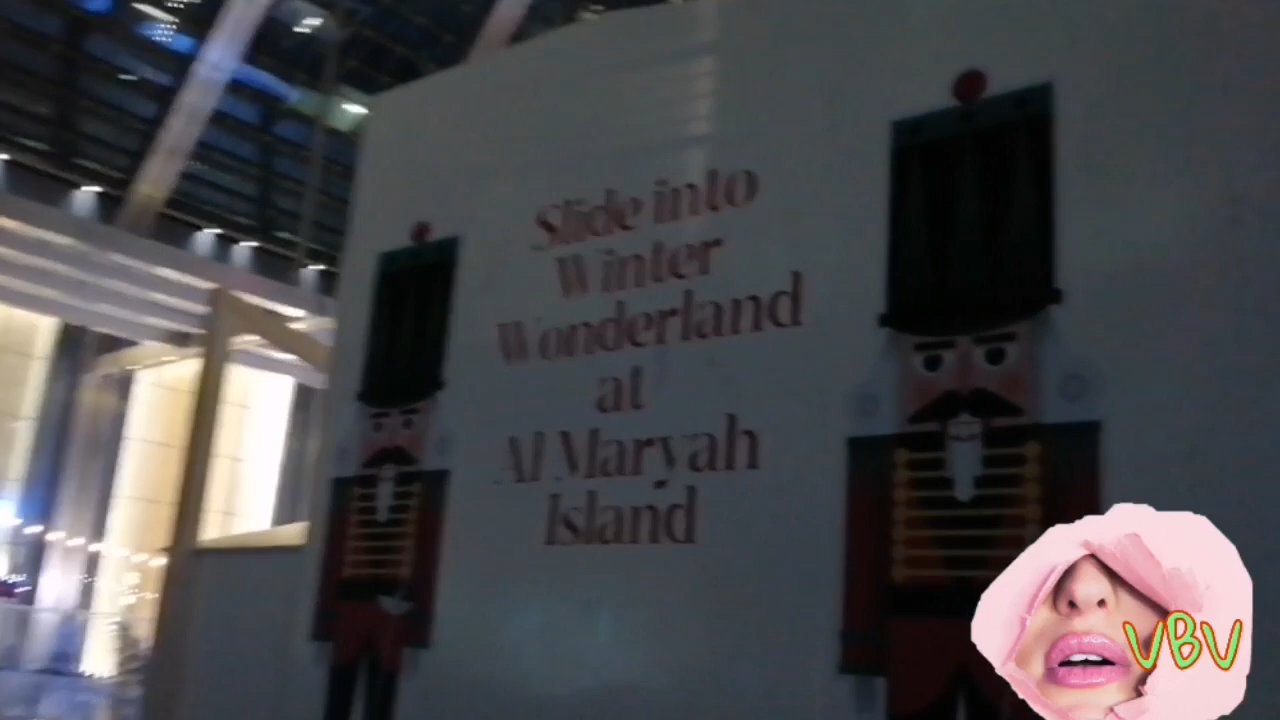 Slide into
Winter
Wonderland
at
Al Maryah
Island
VBV